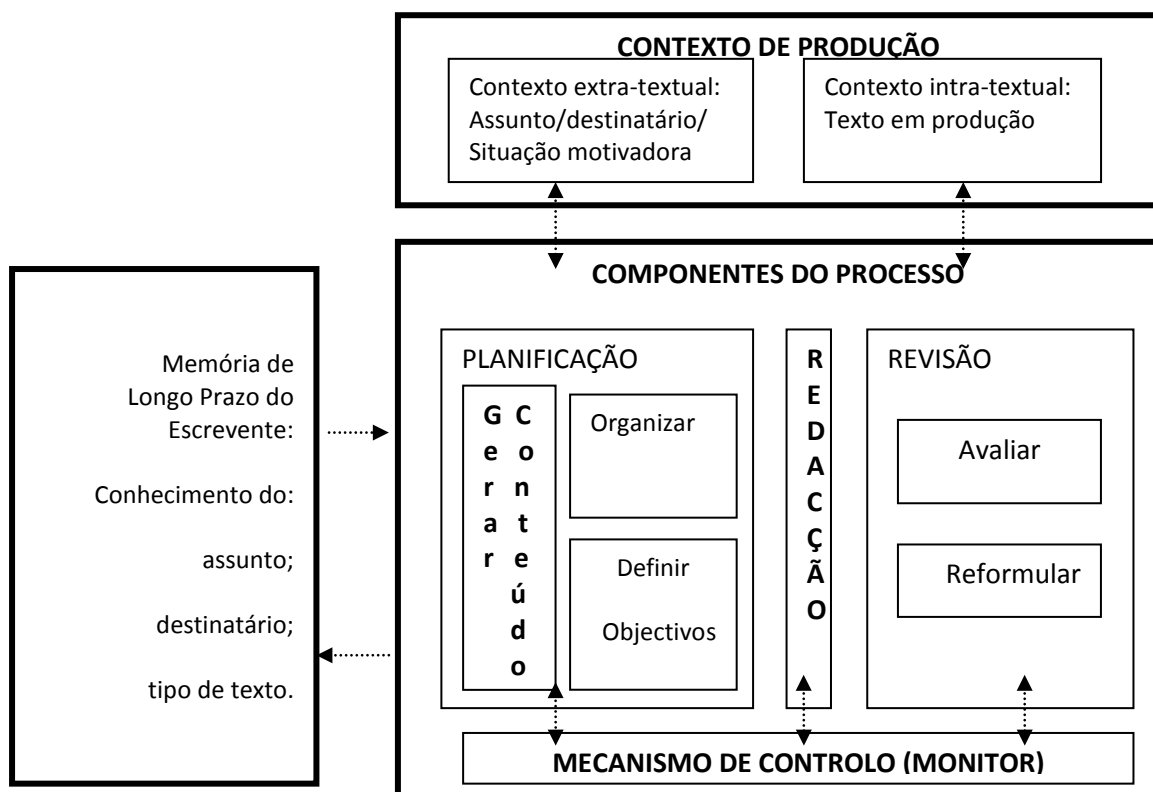 CONTEXTO DE PRODUÇÃO
Contexto extra-textual:
Assunto/destinatário/
Situação motivadora
Contexto intra-textual:
Texto em produção
Memória de
Longo Prazo do
Escrevente:
Conhecimento do:
assunto;
destinatário;
tipo de texto.
COMPONENTES DO PROCESSO
PLANIFICAÇÃO
Gerar
Conteúdo
Organizar
Definir
Objectivos
REDACÇÃO
REVISÃO
Avaliar
Reformular
MECANISMO DE CONTROLO (MONITOR)